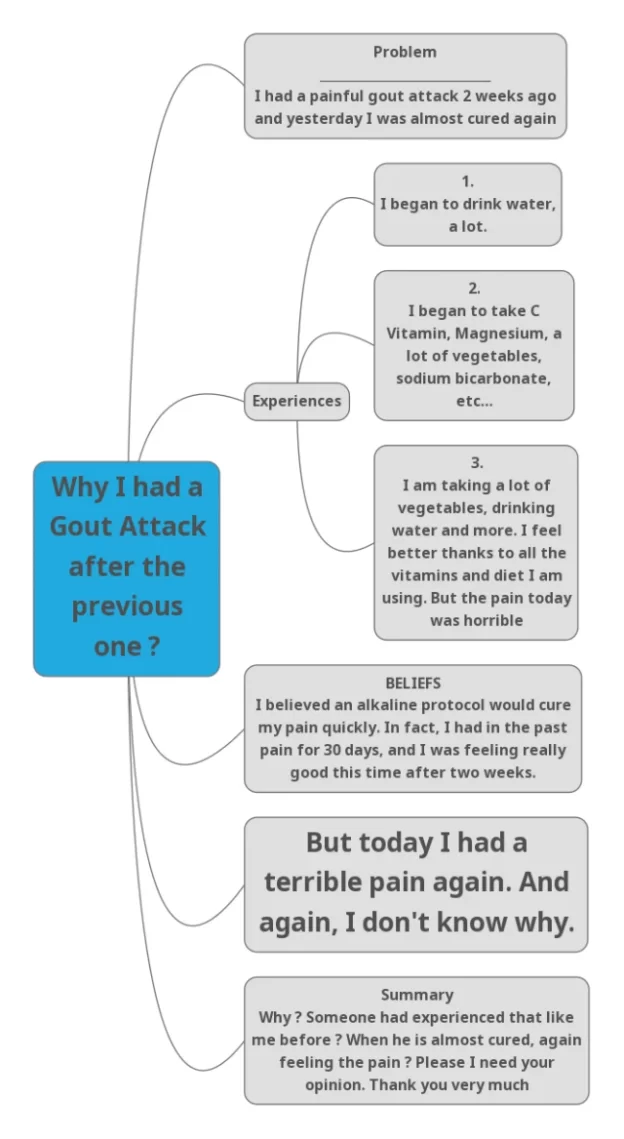 Problem
I had a painful gout attack 2 weeks ago
and yesterday I was almost cured again
1.
I began to drink water,
a lot.
2.
I began to take C
Vitamin, Magnesium, a
lot of vegetables,
sodium bicarbonate,
etc...
Experiences
3.
I am taking a lot of
vegetables, drinking
water and more. I feel
better thanks to all the
vitamins and diet I am
using. But the pain today
was horrible
Why I had a
Gout Attack
after the
previous
one ?
BELIEFS
I believed an alkaline protocol would cure
my pain quickly. In fact, I had in the past
pain for 30 days, and I was feeling really
good this time after two weeks.
But today I had a
terrible pain again. And
again, I don't know why.
Summary
Why ? Someone had experienced that like
me before ? When he is almost cured, again
feeling the pain ? Please I need your
opinion. Thank you very much